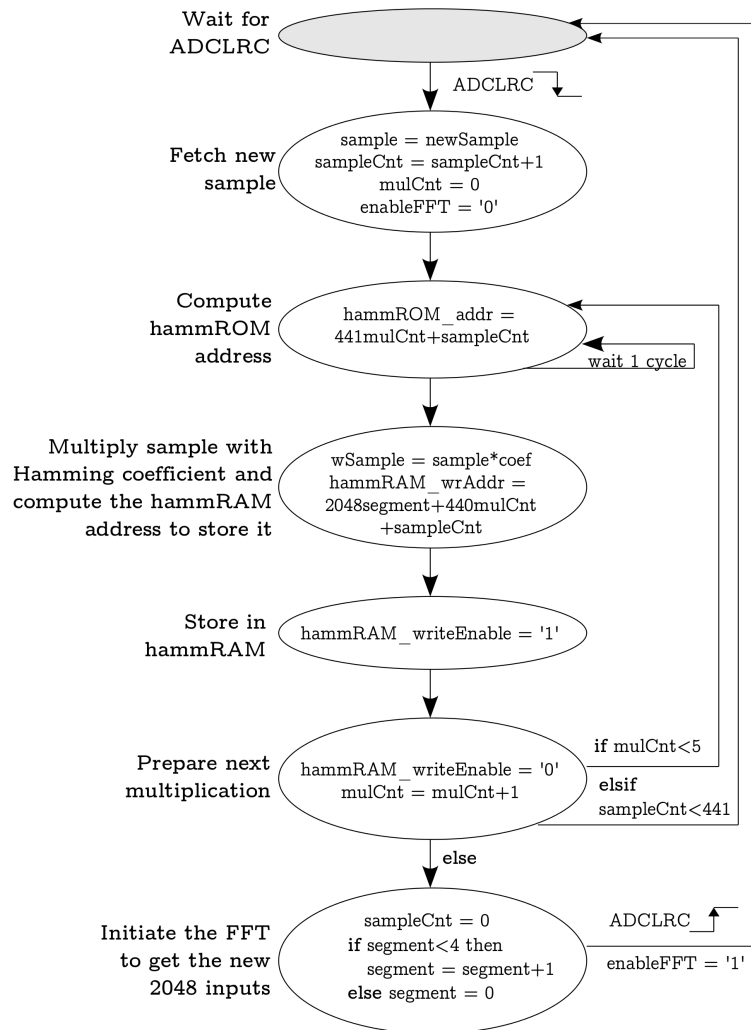 Wait for
ADCLRC
ADCLRC
Fetch new
sample
sample = newSample
sampleCnt = sampleCnt+1
mulCnt = 0
enableFFT = '0'
Compute
hammROM
address
hammROM_addr =
441mulCnt+sampleCnt
wait 1 cycle
Multiply sample with
Hamming coefficient and
compute the hammRAM
address to store it
wSample = sample*coef
hammRAM_wrAddr =
2048segment+440mulCnt
+sampleCnt
Store in
hammRAM
hammRAM_writeEnable = '1'
Prepare next
multiplication
hammRAM_writeEnable = '0'
mulCnt = mulCnt+1
if mulCnt<5
elsif
sampleCnt<441
else
Initiate the FFT
to get the new
2048 inputs
sampleCnt = 0
if segment<4 then
segment = segment+1
else segment = 0
ADCLRC
enableFFT = '1'